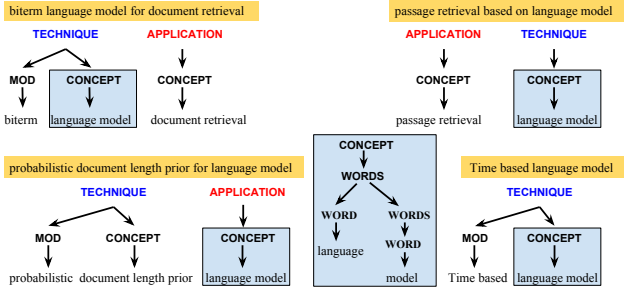 biterm language model for document retrieval
TECHNIQUE APPLICATION
MOD CONCEPT CONCEPT
biterm language model document retrieval
passage retrieval based on language model
APPLICATION TECHNIQUE
CONCEPT CONCEPT
passage retrieval language model
probabilistic document length prior for language model
TECHNIQUE APPLICATION
MOD CONCEPT CONCEPT
probabilistic document length prior language model
CONCEPT
WORDS
WORD WORDS
language WORD
model
Time based language model
TECHNIQUE
MOD CONCEPT
Time based language model